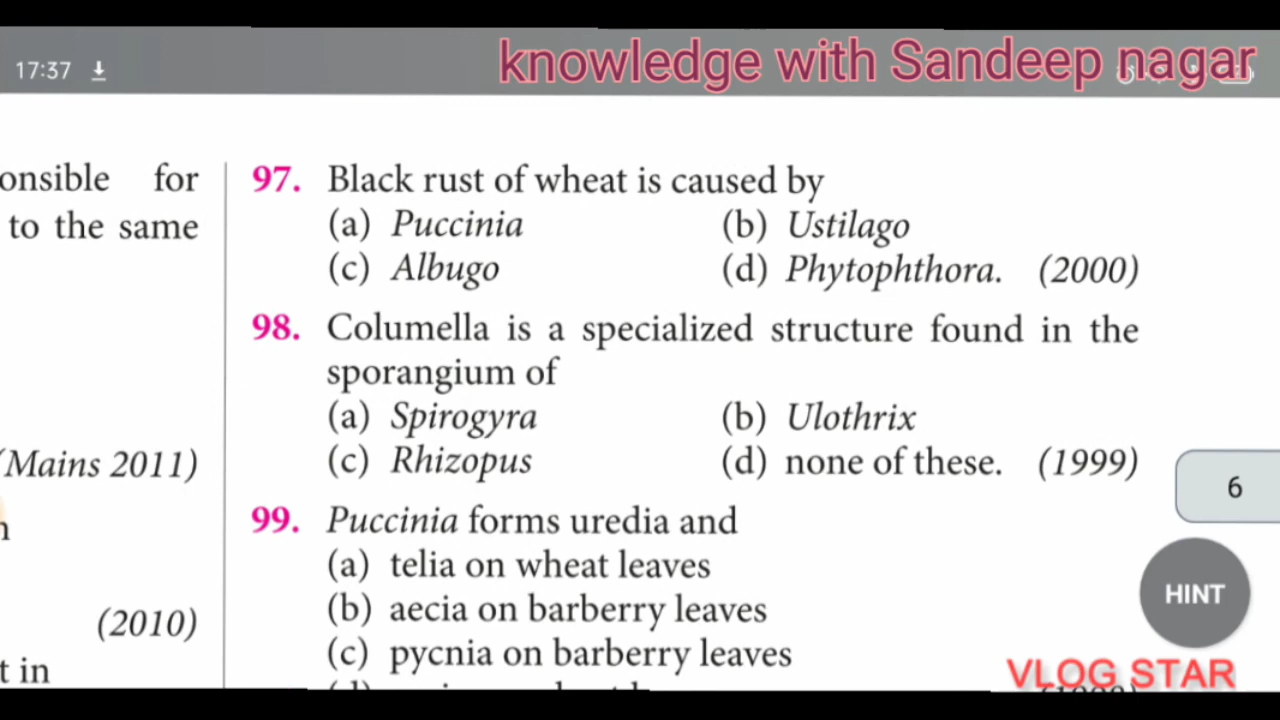 17:37
knowledge with Sandeep nagar
onsible for
to the same
(Mains 2011)
(2010)
t in
97. Black rust of wheat is caused by
(a) Puccinia (b) Ustilago
(c) Albugo (d) Phytophthora. (2000)
98. Columella is a specialized structure found in the
sporangium of
(a) Spirogyra (b) Ulothrix
(c) Rhizopus (d) none of these. (1999)
99. Puccinia forms uredia and
(a) telia on wheat leaves
(b) aecia on barberry leaves
(c) pycnia on barberry leaves
6
HINT
VLOG STAR